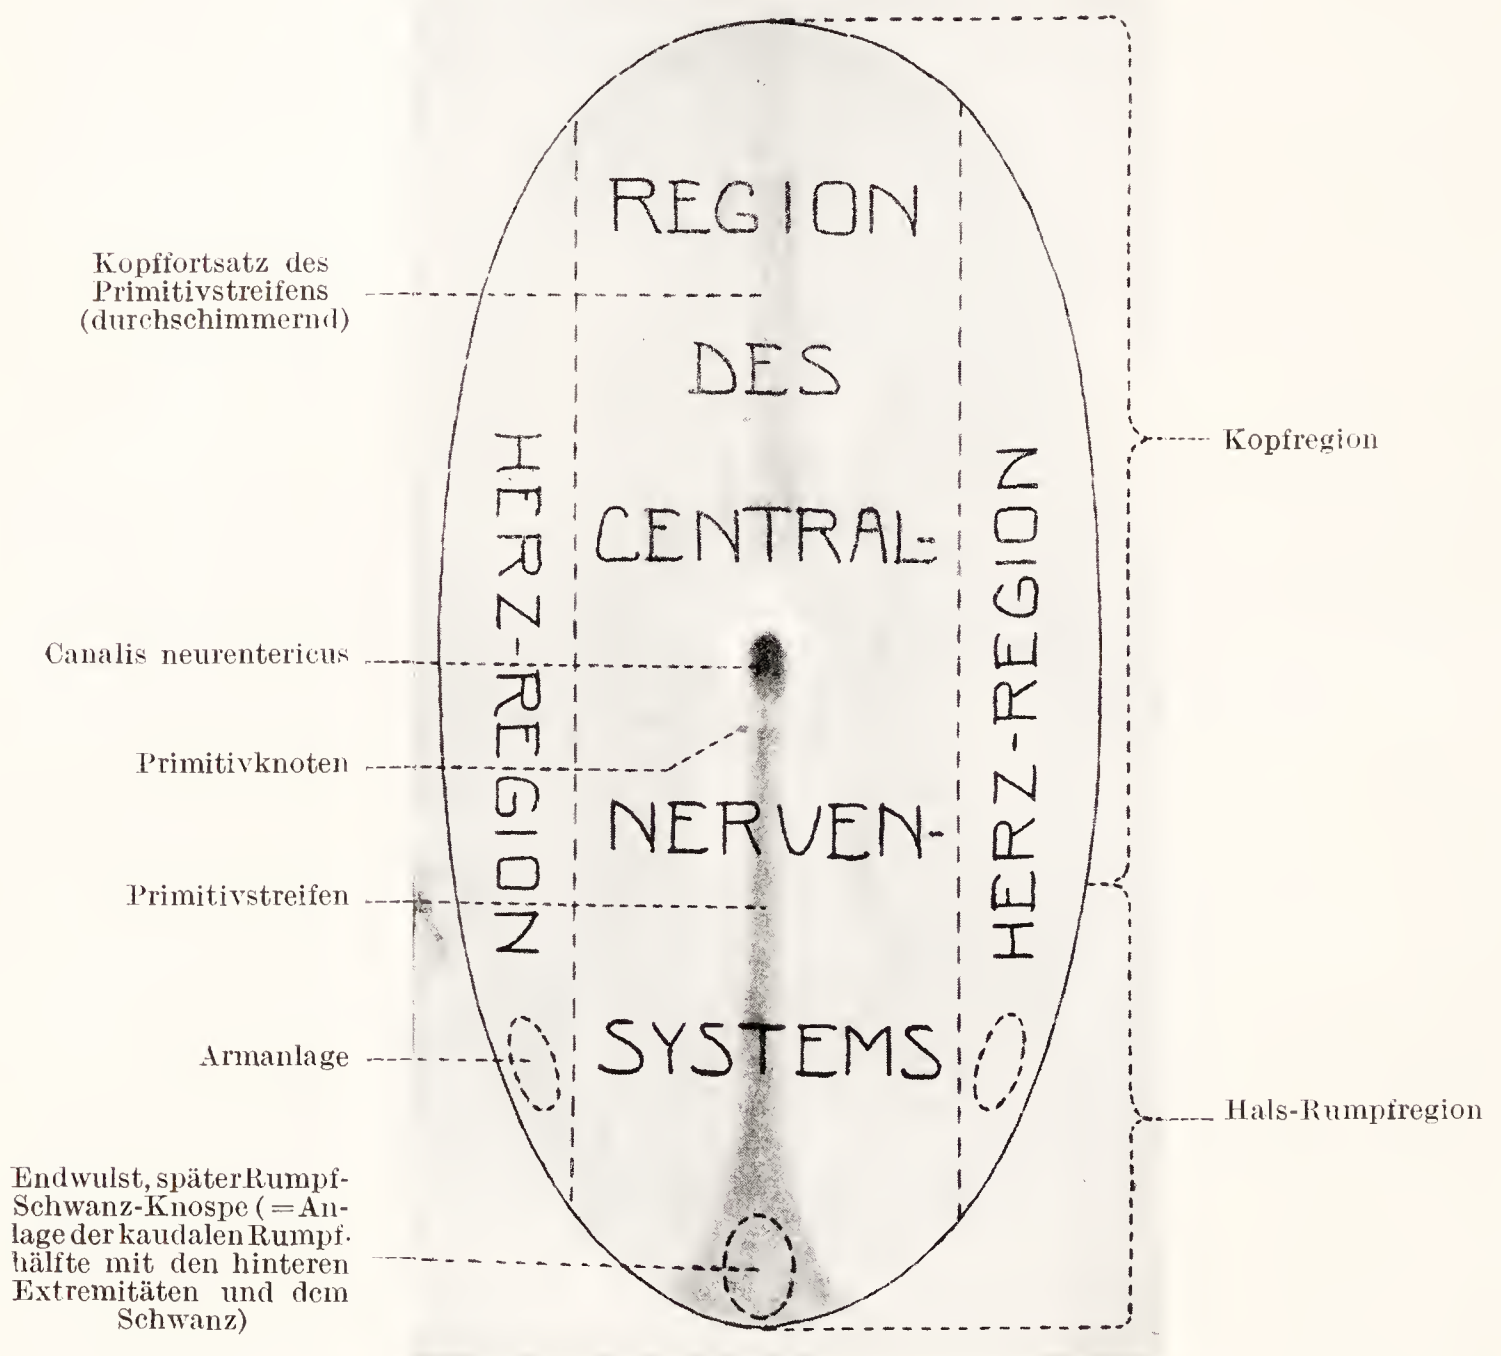 Kopffortsatz des
Primitivstreifens
(durchschimmernd)
Canalis neurentericus
Primitivknoten
Primitivstreifen
Armanlage
Endwulst, später Rumpf-
Schwanz-Knospe (=An-
lage der kaudalen Rumpf-
hälfte mit den hinteren
Extremitäten und dem
Schwanz)
HERZ-REGION
REGION
DES
CENTRAL-
NERVEN-
SYSTEMS
HERZ-REGION
Kopfregion
Hals-Rumpfregion